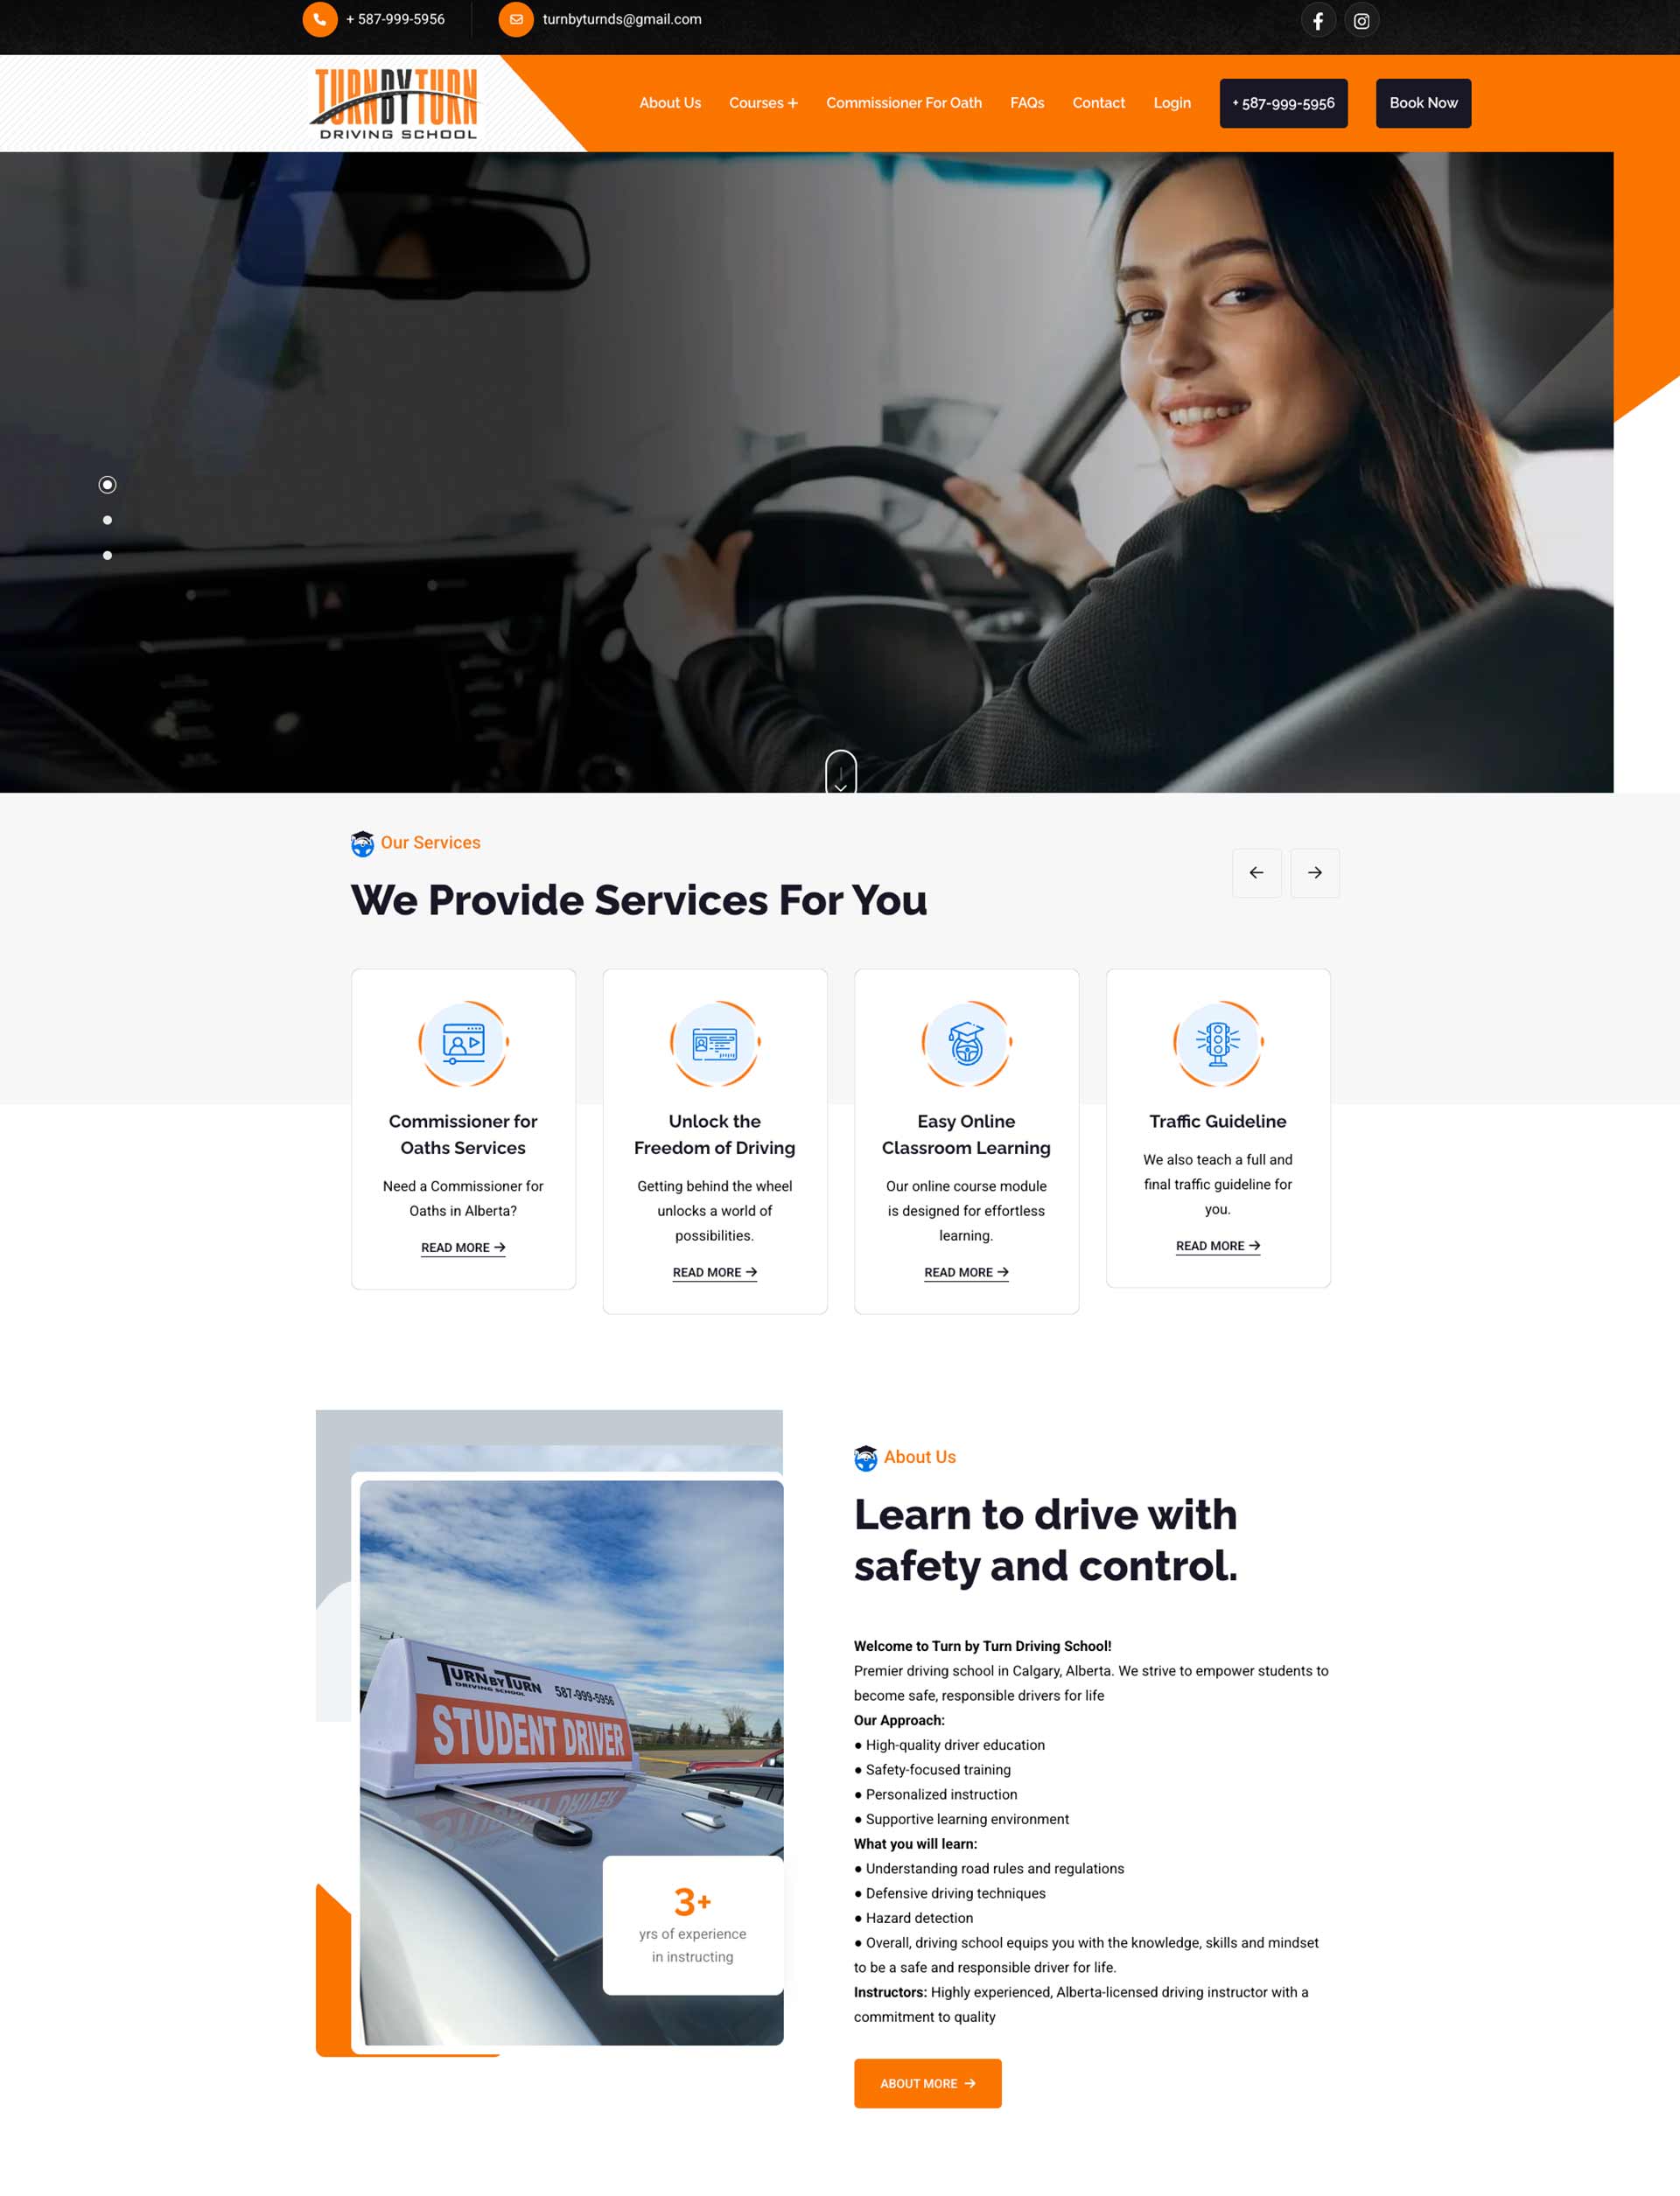 + 587-999-5956
turnbyturnds@gmail.com
TURNBYTURN
DRIVING SCHOOL
About Us
Courses +
Commissioner For Oath
FAQs
Contact
Login
+ 587-999-5956
Book Now
Our Services
We Provide Services For You
Commissioner for
Oaths Services
Need a Commissioner for
Oaths in Alberta?
READ MORE →
Unlock the
Freedom of Driving
Getting behind the wheel
unlocks a world of
possibilities.
READ MORE →
Easy Online
Classroom Learning
Our online course module
is designed for effortless
learning.
READ MORE →
Traffic Guideline
We also teach a full and
final traffic guideline for
you.
READ MORE →
TURNBYTURN
DRIVING SCHOOL
587-999-5956
STUDENT DRIVER
3+
yrs of experience
in instructing
About Us
Learn to drive with
safety and control.
Welcome to Turn by Turn Driving School!
Premier driving school in Calgary, Alberta. We strive to empower students to
become safe, responsible drivers for life
Our Approach:
● High-quality driver education
● Safety-focused training
● Personalized instruction
● Supportive learning environment
What you will learn:
● Understanding road rules and regulations
● Defensive driving techniques
● Hazard detection
● Overall, driving school equips you with the knowledge, skills and mindset
to be a safe and responsible driver for life.
Instructors: Highly experienced, Alberta-licensed driving instructor with a
commitment to quality
ABOUT MORE →